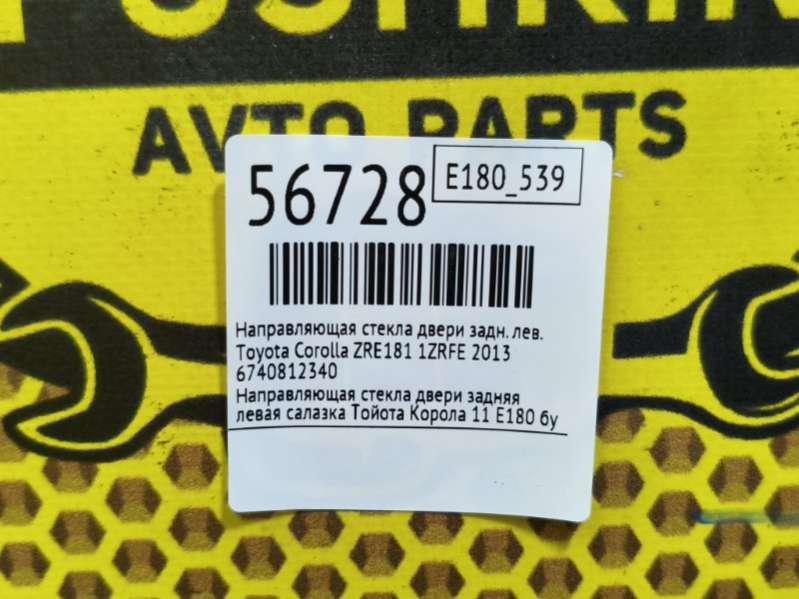 AVTO PARTS
56728
E180_539
Направляющая стекла двери задн. лев.
Toyota Corolla ZRE181 1ZRFE 2013
6740812340
Направляющая стекла двери задняя
левая салазка Тойота Корола 11 Е180 бу